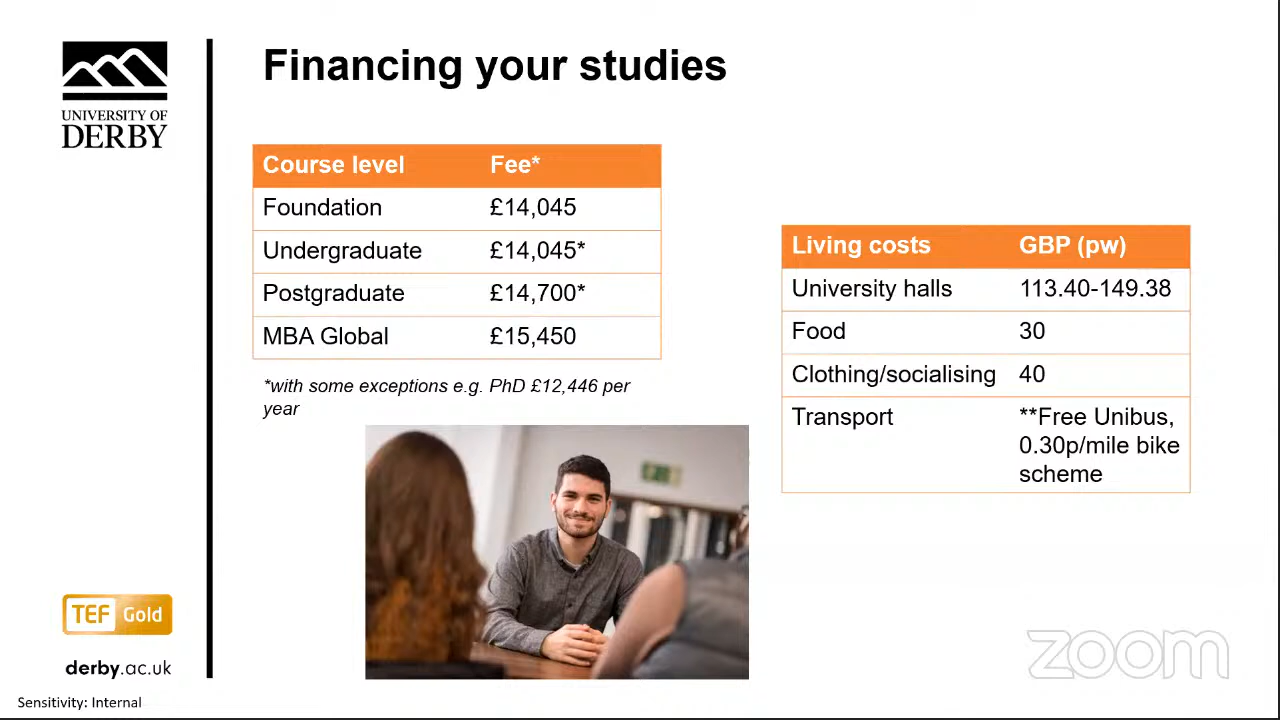 UNIVERSITY OF
DERBY
Financing your studies
Course level Fee*
Foundation £14,045
Undergraduate £14,045*
Postgraduate £14,700*
MBA Global £15,450
*with some exceptions e.g. PhD £12,446 per
year
Living costs GBP (pw)
University halls 113.40-149.38
Food 30
Clothing/socialising 40
Transport **Free Unibus,
0.30p/mile bike
scheme
TEF Gold
derby.ac.uk
Sensitivity: Internal
zoom